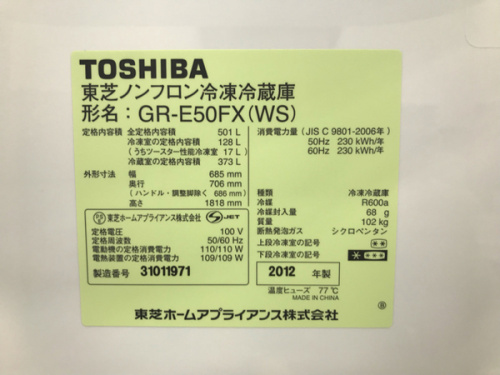 TOSHIBA
東芝ノンフロン冷凍冷蔵庫
形名：GR-E50FX(WS)
定格内容積 全定格内容積 501 L
冷凍室の定格内容積 128 L
(うちツースター性能冷凍室 17 L)
冷蔵室の定格内容積 373 L
外形寸法 幅 685 mm
奥行 706 mm
(ハンドル・調整脚除く 686 mm)
高さ 1818 mm
東芝ホームアプライアンス株式会社 S JET
定格電圧 100 V
定格周波数 50/60 Hz
電動機の定格消費電力 110/110 W
電熱装置の定格消費電力 109/109 W
製造番号 31011971
消費電力量 (JIS C 9801-2006年)
50Hz 230 kWh/年
60Hz 230 kWh/年
種類 冷凍冷蔵庫
冷媒 R600a
冷媒封入量 68 g
質量 102 kg
断熱発泡ガス シクロペンタン
上段冷凍室の記号 **
下段冷凍室の記号 ****
2012 年製
温度ヒューズ 77℃
MADE IN CHINA
東芝ホームアプライアンス株式会社
Ⓑ